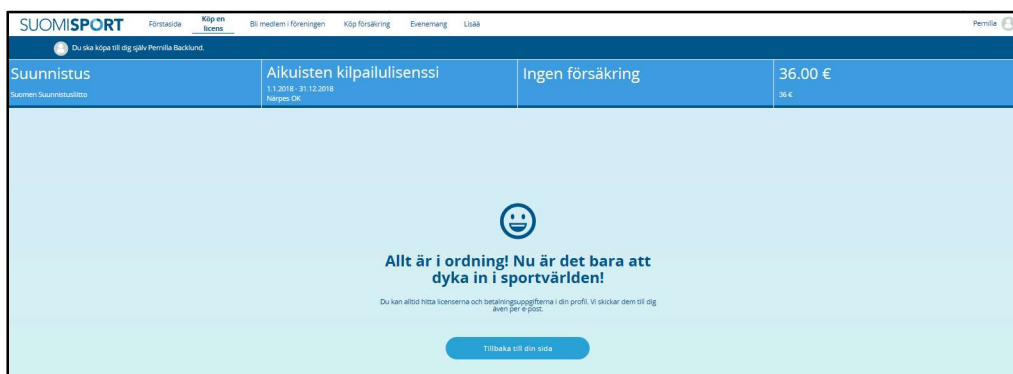 SUOMISPORT Förstasida Köp en licens Bli medlem i föreningen Köp försäkring Evenemang Lisää Pernilla
Du ska köpa till dig själv Pernilla Backlund.
Suunnistus Aikuisten kilpailulisenssi Ingen försäkring 36.00 €
Suomen Suunnistusliitto 1.1.2018 - 31.12.2018 36 €
Närpes OK
Allt är i ordning! Nu är det bara att
dyka in i sportvärlden!
Du kan alltid hitta licenserna och betalningsuppgifterna i din profil. Vi skickar dem till dig
även per e-post.
Tillbaka till din sida